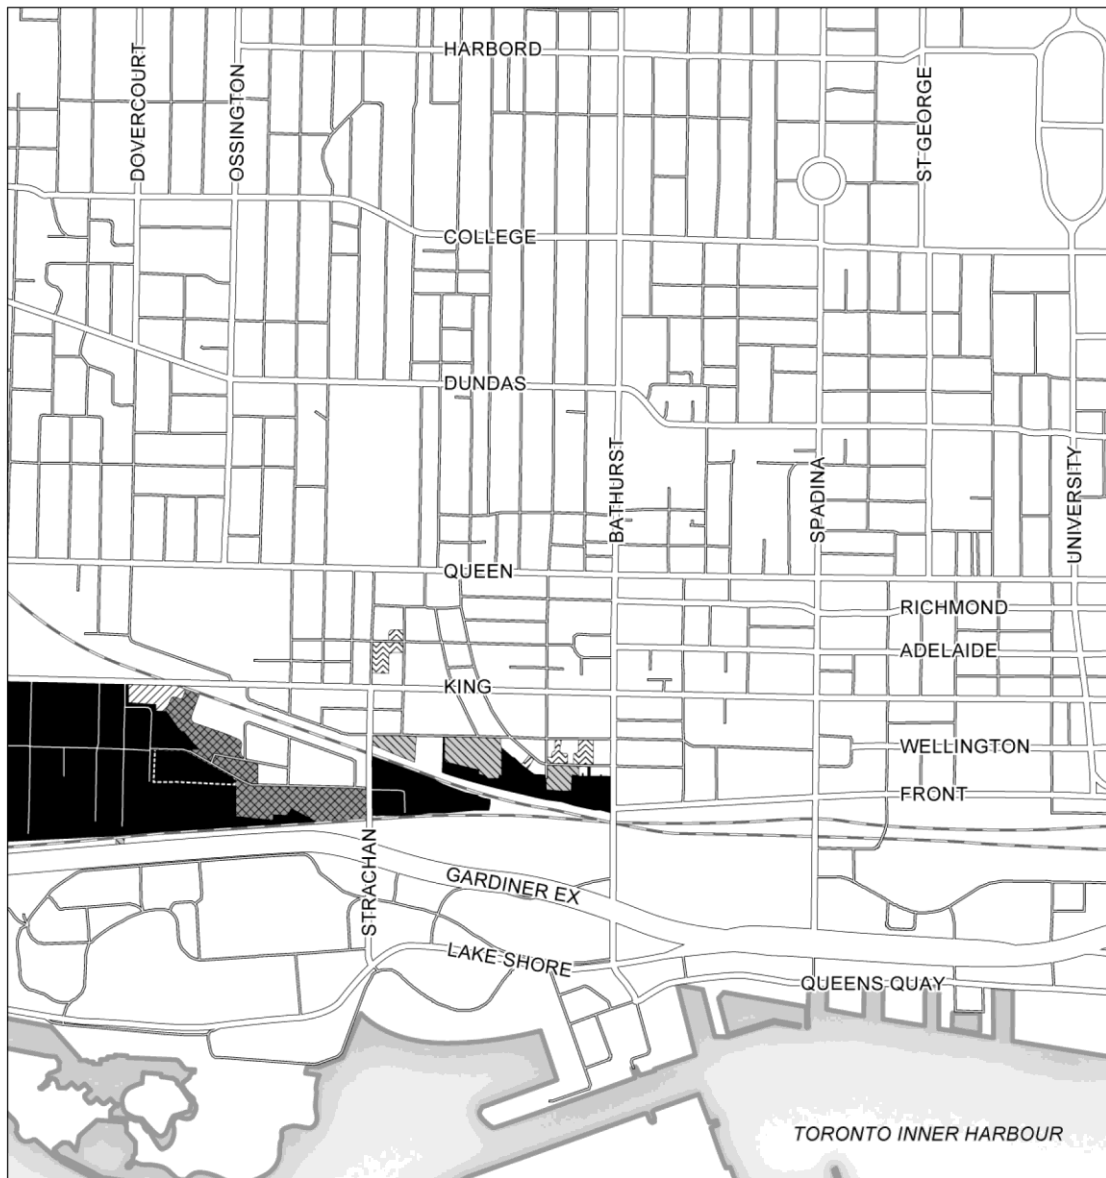 HARBORD
DOVERCOURT
OSSINGTON
ST GEORGE
COLLEGE
DUNDAS
BATHURST
SPADINA
UNIVERSITY
QUEEN
RICHMOND
ADELAIDE
KING
WELLINGTON
FRONT
STRACHAN
GARDINER EX
LAKE SHORE
QUEENS QUAY
TORONTO INNER HARBOUR